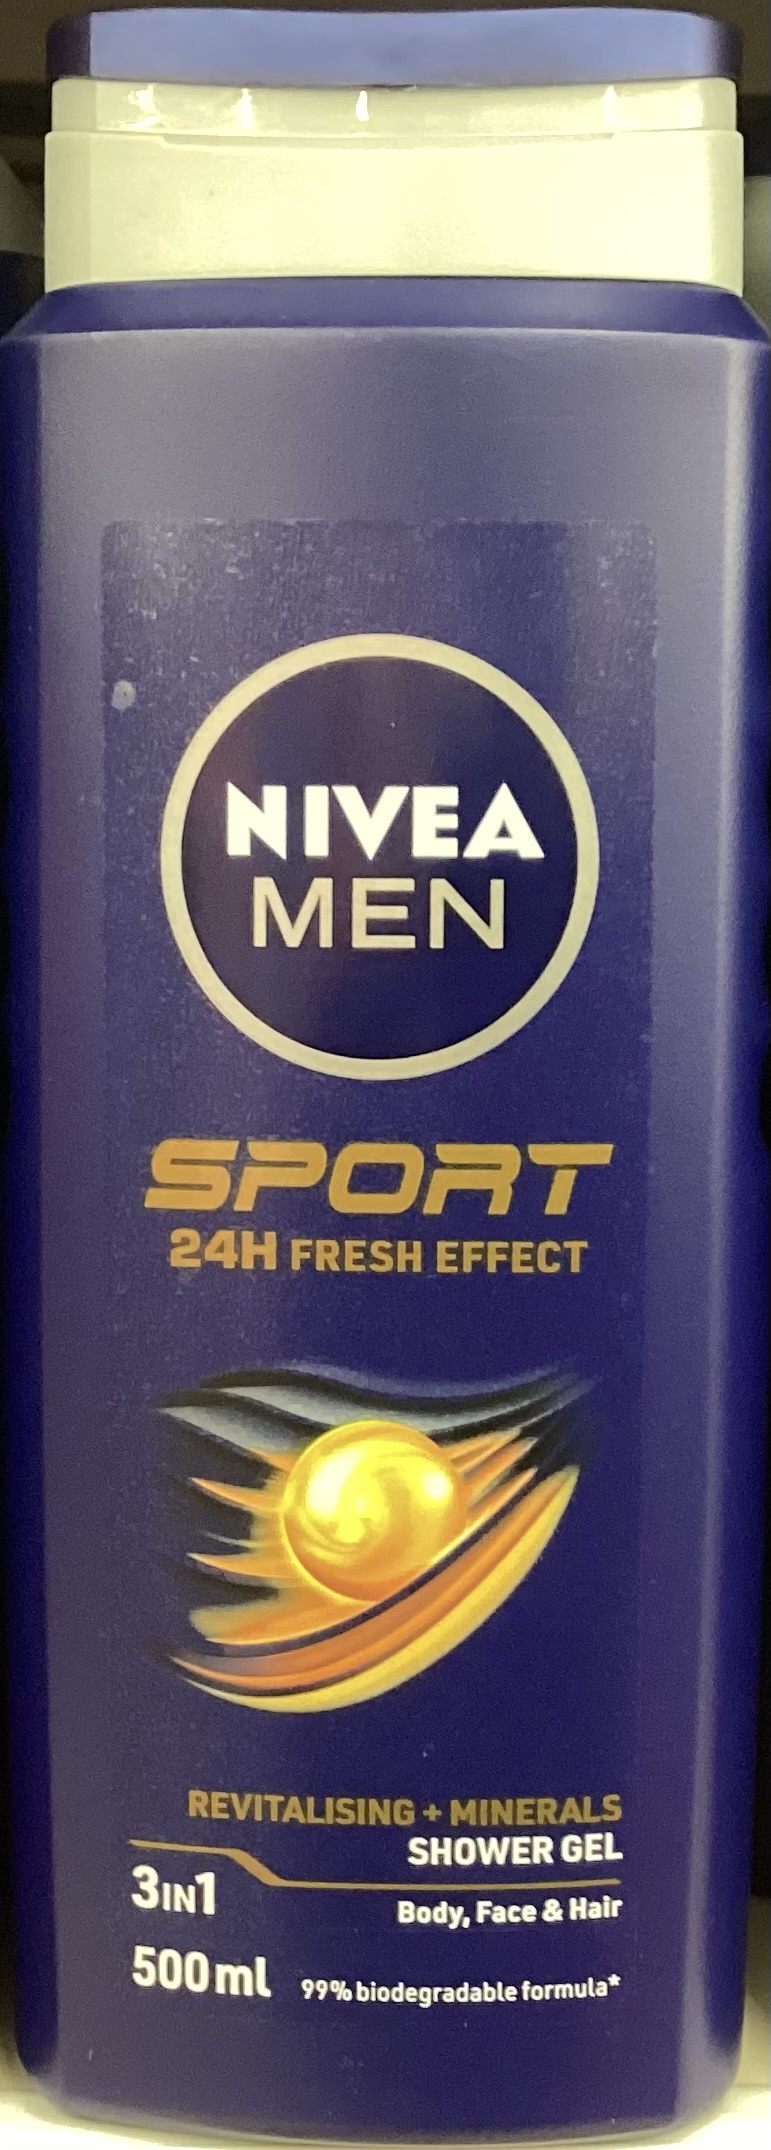 NIVEA
MEN
SPORT
24H FRESH EFFECT
REVITALISING + MINERALS
SHOWER GEL
3IN1
Body, Face & Hair
500ml 99% biodegradable formula*